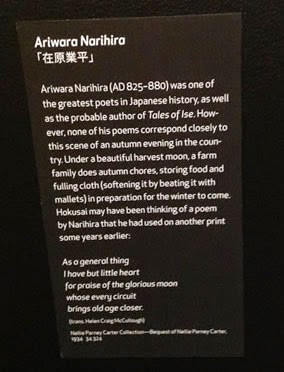 Ariwara Narihira
「在原業平」
Ariwara Narihira (AD 825–880) was one of
the greatest poets in Japanese history, as well
as the probable author of Tales of Ise. How-
ever, none of his poems correspond closely to
this scene of an autumn evening in the coun-
try. Under a beautiful harvest moon, a farm
family does autumn chores, storing food and
fulling cloth (softening it by beating it with
mallets) in preparation for the winter to come.
Hokusai may have been thinking of a poem
by Narihira that he had used on another print
some years earlier:
As a general thing
I have but little heart
for praise of the glorious moon
whose every circuit
brings old age closer.
(trans. Helen Craig McCullough)
Nellie Parney Carter Collection—Bequest of Nellie Parney Carter,
1934 34.324